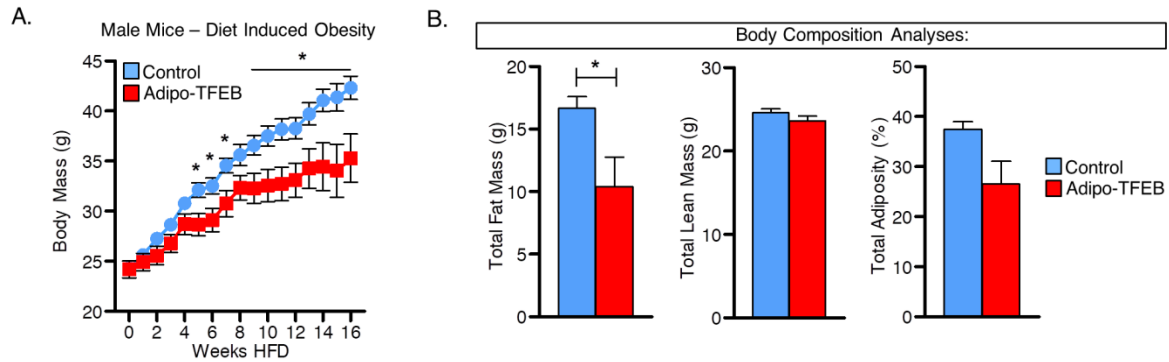 A.
Male Mice – Diet Induced Obesity
Control
Adipo-TFEB
*
*
*
*
Body Mass (g)
45
40
35
30
25
20
0 2 4 6 8 10 12 14 16
Weeks HFD
B.
Body Composition Analyses:
Total Fat Mass (g)
20
15
10
5
0
*
Total Lean Mass (g)
30
20
10
0
Total Adiposity (%)
50
40
30
20
10
0
Control
Adipo-TFEB